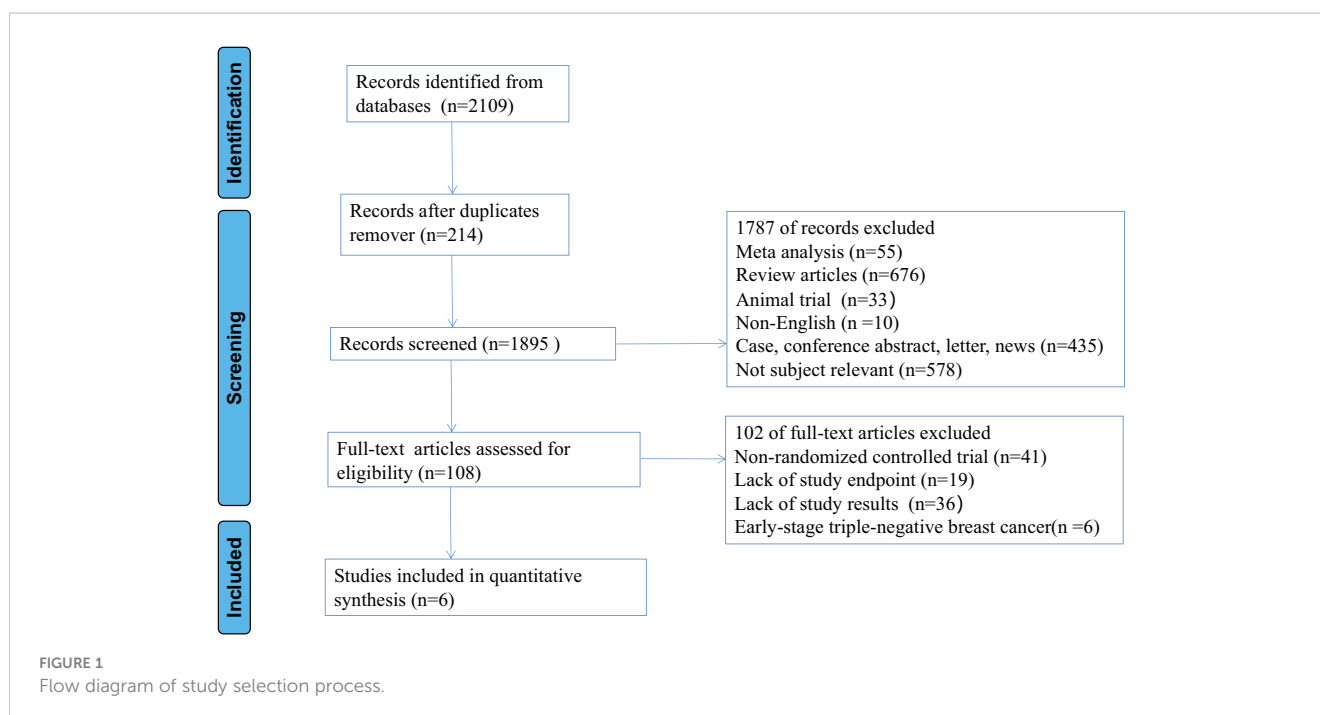 Identification
Records identified from
databases (n=2109)
Screening
Records after duplicates
remover (n=214)
1787 of records excluded
Meta analysis (n=55)
Review articles (n=676)
Animal trial (n=33)
Non-English (n =10)
Case, conference abstract, letter, news (n=435)
Not subject relevant (n=578)
Records screened (n=1895 )
Full-text articles assessed for
eligibility (n=108)
102 of full-text articles excluded
Non-randomized controlled trial (n=41)
Lack of study endpoint (n=19)
Lack of study results (n=36)
Early-stage triple-negative breast cancer(n =6)
Included
Studies included in quantitative
synthesis (n=6)
FIGURE 1
Flow diagram of study selection process.